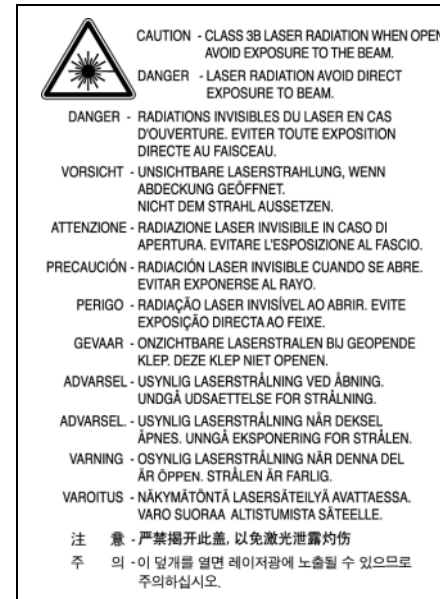 CAUTION - CLASS 3B LASER RADIATION WHEN OPEN
AVOID EXPOSURE TO THE BEAM.
DANGER - LASER RADIATION AVOID DIRECT
EXPOSURE TO BEAM.
DANGER - RADIATIONS INVISIBLES DU LASER EN CAS
D'OUVERTURE. EVITER TOUTE EXPOSITION
DIRECTE AU FAISCEAU.
VORSICHT - UNSICHTBARE LASERSTRAHLUNG, WENN
ABDECKUNG GEÖFFNET.
NICHT DEM STRAHL AUSSETZEN.
ATTENZIONE - RADIAZIONE LASER INVISIBILE IN CASO DI
APERTURA. EVITARE L'ESPOSIZIONE AL FASCIO.
PRECAUCIÓN - RADIACIÓN LASER INVISIBLE CUANDO SE ABRE.
EVITAR EXPONERSE AL RAYO.
PERIGO - RADIAÇÃO LASER INVISÍVEL AO ABRIR. EVITE
EXPOSIÇÃO DIRECTA AO FEIXE.
GEVAAR - ONZICHTBARE LASERSTRALEN BIJ GEOPENDE
KLEP. DEZE KLEP NIET OPENEN.
ADVARSEL - USYNLIG LASERSTRÅLNING VED ÅBNING.
UNDGÅ UDSAETTELSE FOR STRÅLNING.
ADVARSEL. - USYNLIG LASERSTRÅLNING NÅR DEKSEL
ÅPNES. UNNGÅ EKSPONERING FOR STRÅLEN.
VARNING - OSYNLIG LASERSTRÅLNING NÄR DENNA DEL
ÄR ÖPPEN. STRÅLEN ÄR FARLIG.
VAROITUS - NÄKYMÄTÖNTÄ LASERSÄTEILYÄ AVATTAESSA.
VARO SUORAA ALTISTUMISTA SÄTEELLE.
注 意 - 严禁揭开此盖, 以免激光泄露灼伤
주 의 - 이 덮개를 열면 레이저광에 노출될 수 있으므로
주의하십시오.